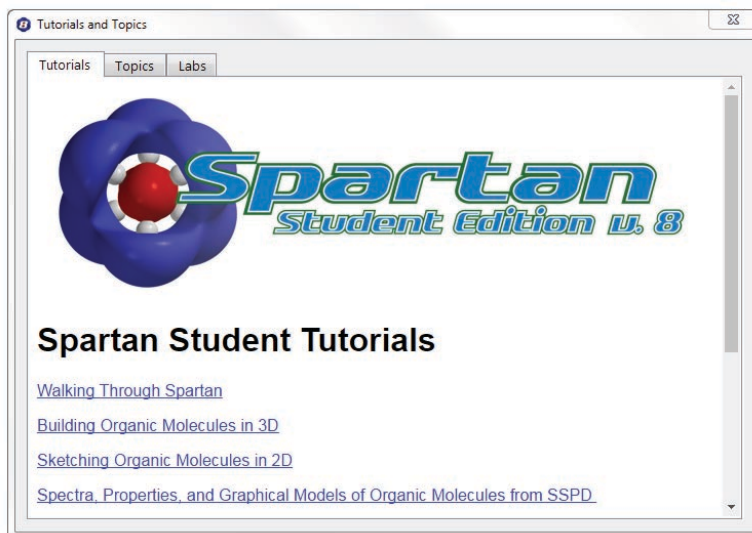 Tutorials and Topics
Tutorials Topics Labs
Spartan
Student Edition v. 8
Spartan Student Tutorials
Walking Through Spartan
Building Organic Molecules in 3D
Sketching Organic Molecules in 2D
Spectra, Properties, and Graphical Models of Organic Molecules from SSPD